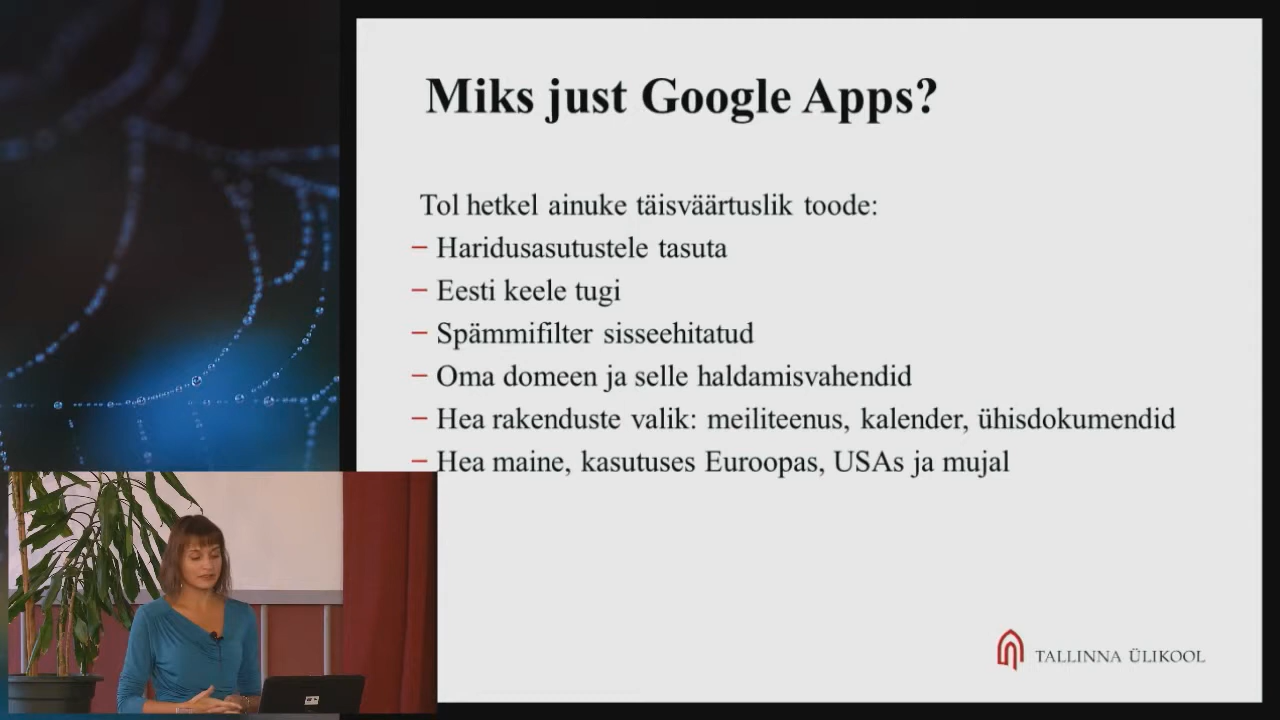 Miks just Google Apps?
Tol hetkel ainuke täisväärtuslik toode:
– Haridusasutustele tasuta
– Eesti keele tugi
– Spämmifilter sisseehitatud
– Oma domeen ja selle haldamisvahendid
– Hea rakenduste valik: meiliteenus, kalender, ühisdokumendid
– Hea maine, kasutuses Euroopas, USAs ja mujal
TALLINNA ÜLIKOOL